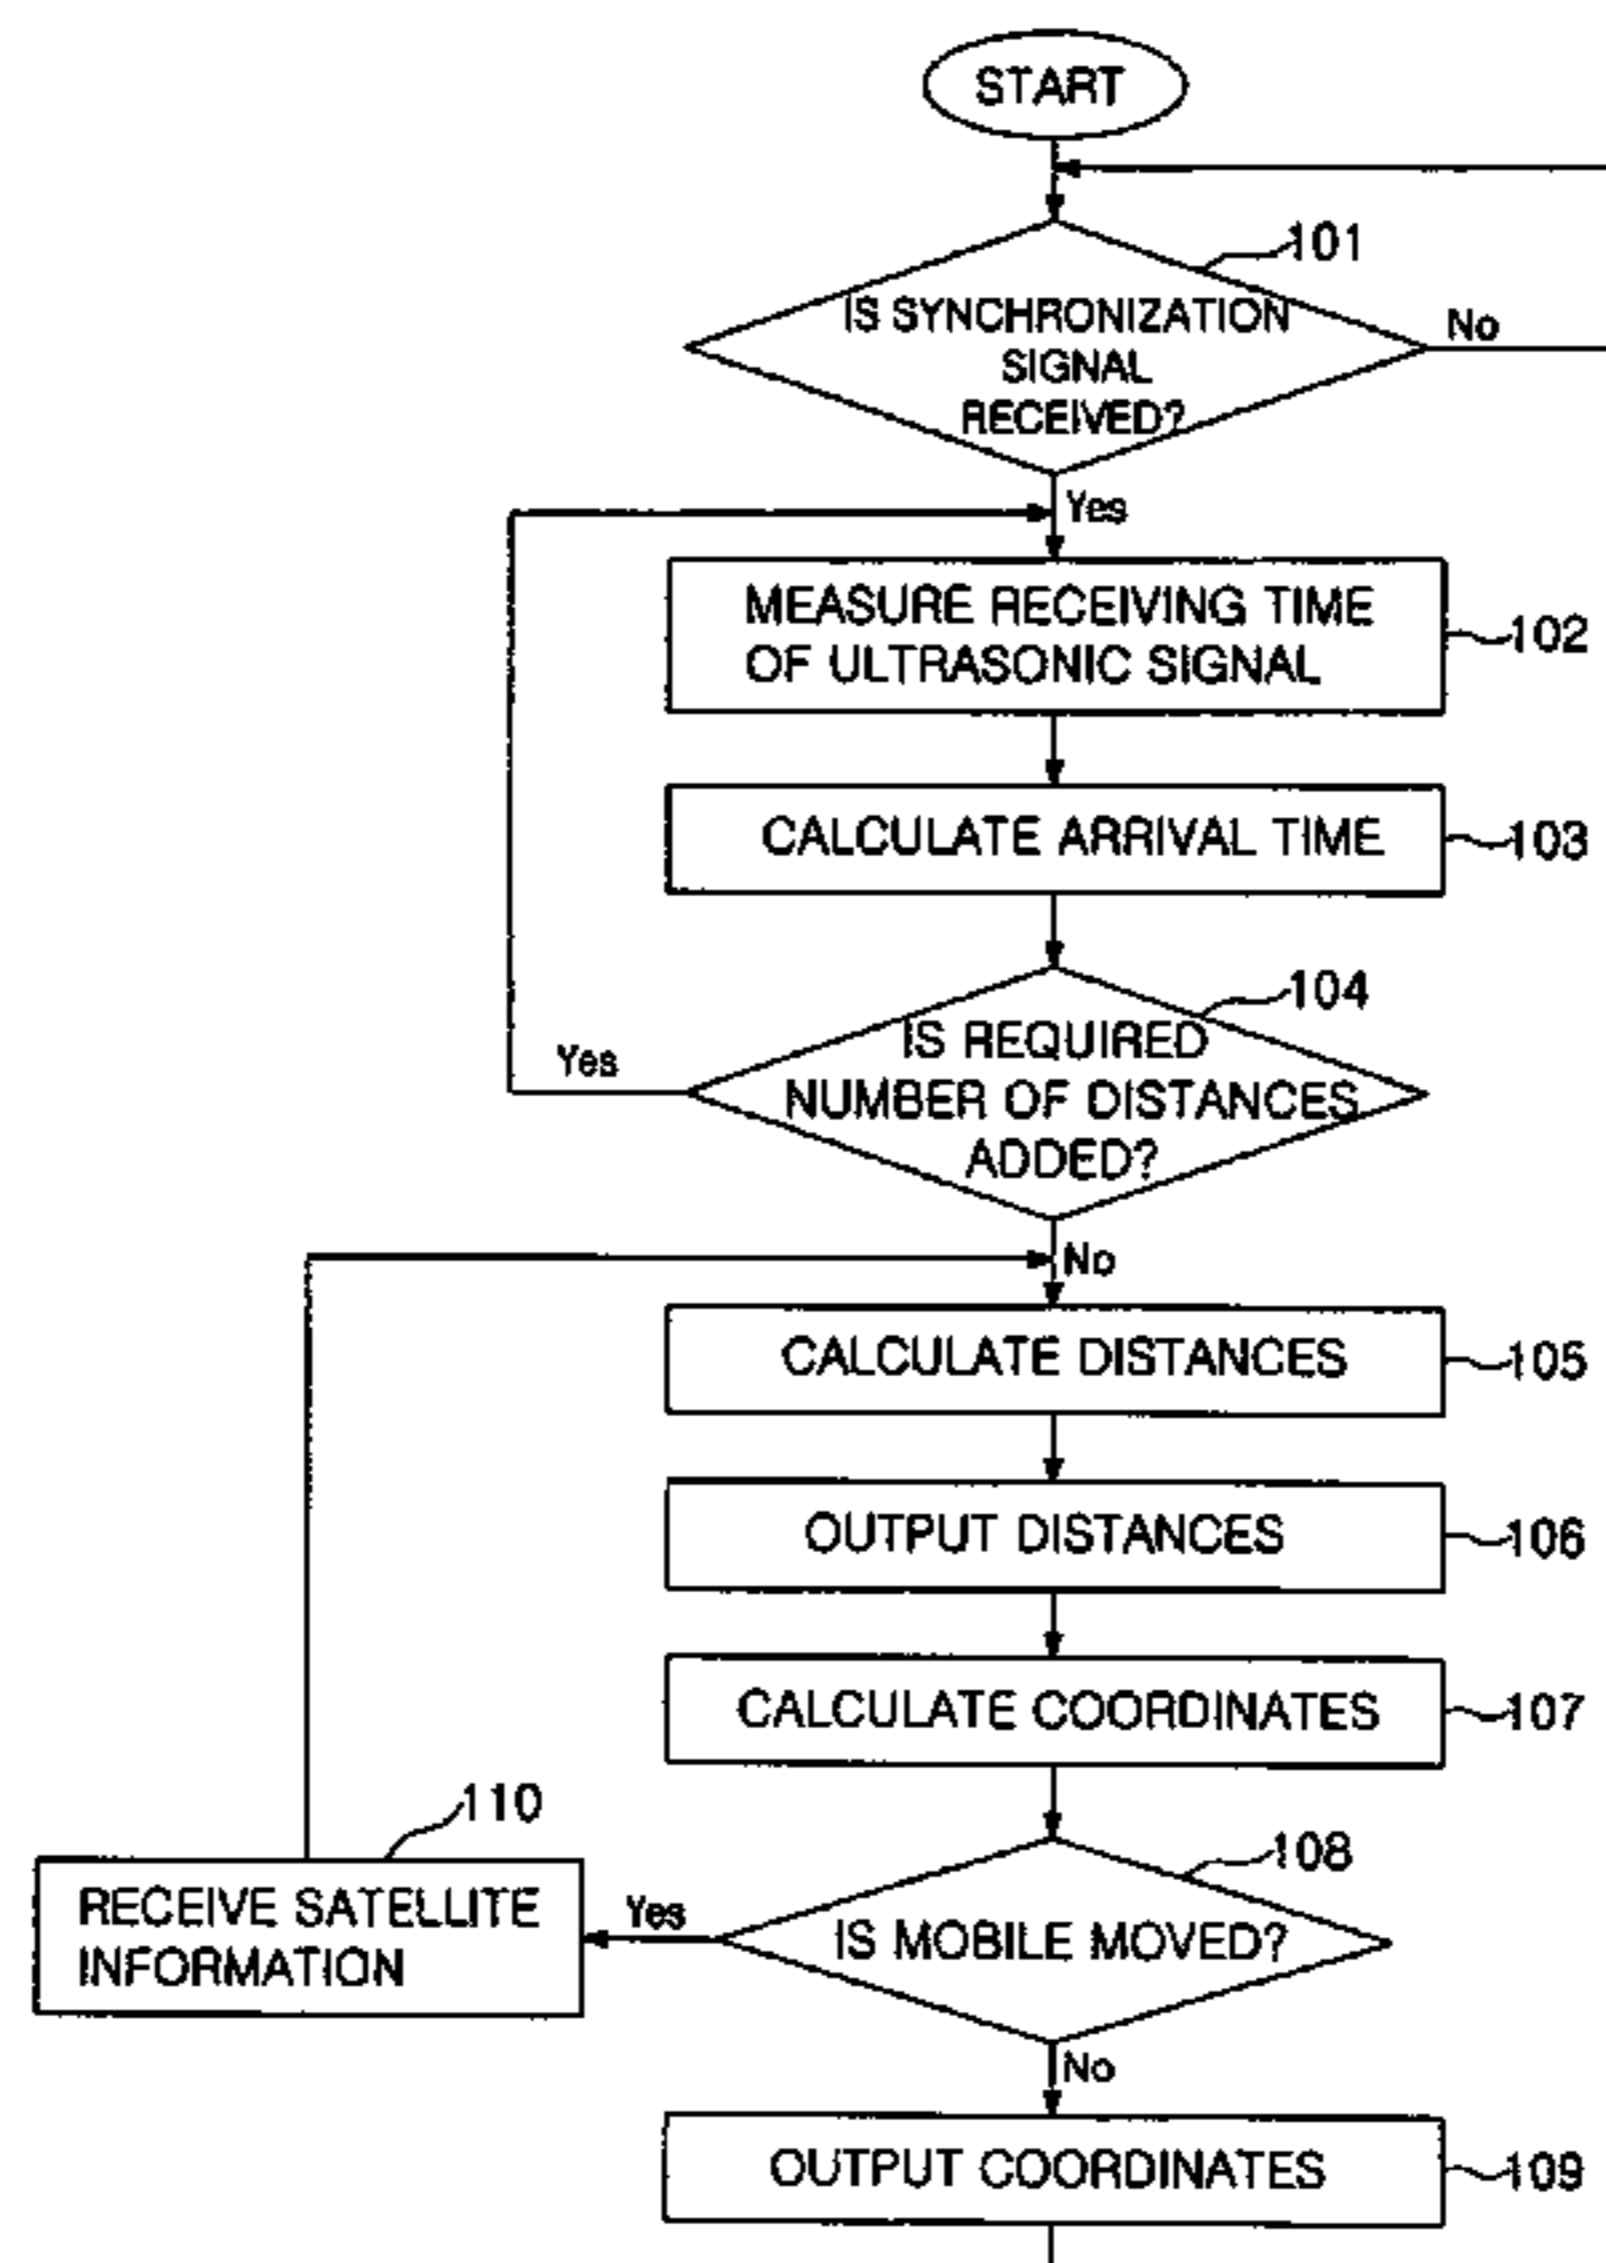 START
101
IS SYNCHRONIZATION
SIGNAL
RECEIVED?
No
Yes
MEASURE RECEIVING TIME
OF ULTRASONIC SIGNAL
102
CALCULATE ARRIVAL TIME
103
104
IS REQUIRED
NUMBER OF DISTANCES
ADDED?
Yes
No
CALCULATE DISTANCES
105
OUTPUT DISTANCES
106
CALCULATE COORDINATES
107
110
RECEIVE SATELLITE
INFORMATION
Yes
108
IS MOBILE MOVED?
No
OUTPUT COORDINATES
109